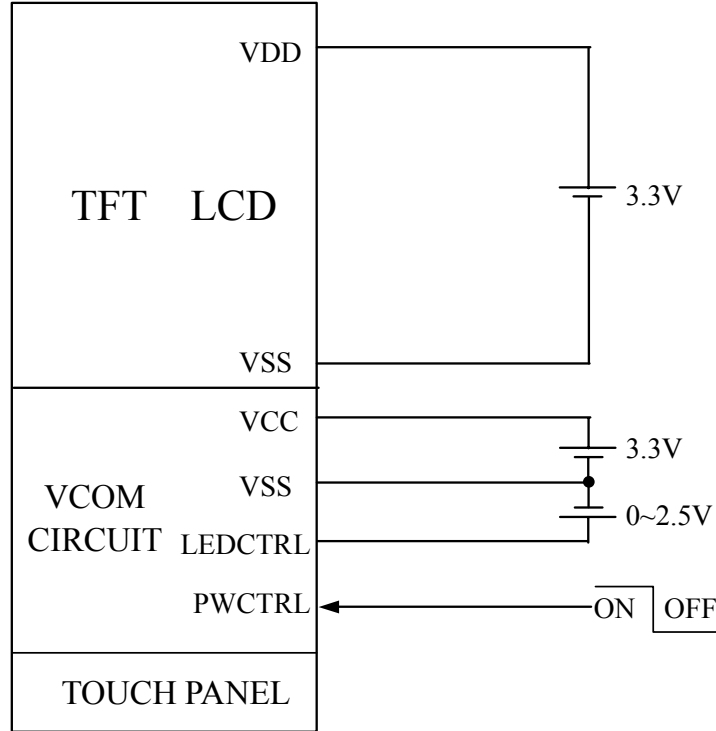 VDD
TFT LCD
3.3V
VSS
VCC
3.3V
VSS
VCOM
CIRCUIT
0~2.5V
LEDCTRL
PWCTRL
ON OFF
TOUCH PANEL